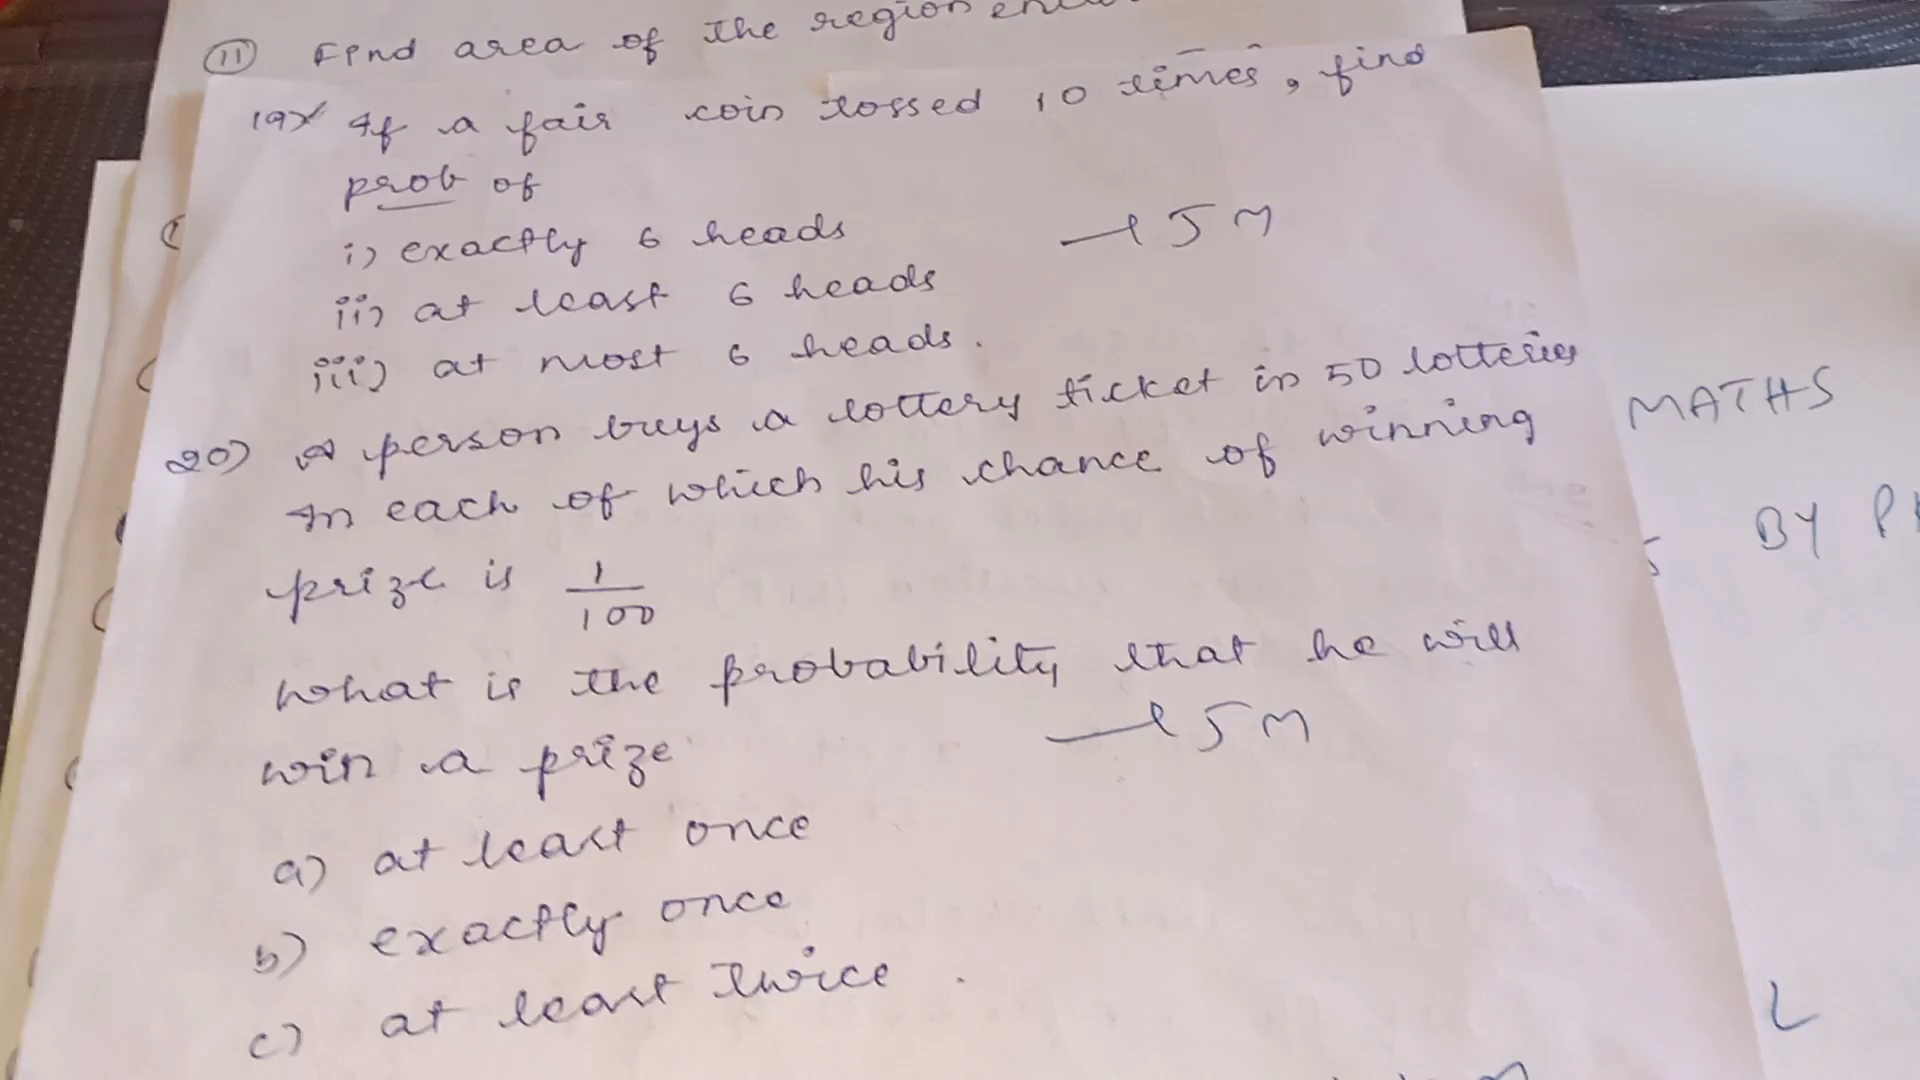 11 Find area of the region
19) If a fair coin tossed 10 times, find
prob of
i) exactly 6 heads → 5 M
ii) at least 6 heads
iii) at most 6 heads.
20) A person buys a lottery ticket in 50 lotteries
In each of which his chance of winning
prize is 1/100
what is the probability that he will
win a prize → 5 M
a) at least once
b) exactly once
c) at least twice.
MATHS
BY
L